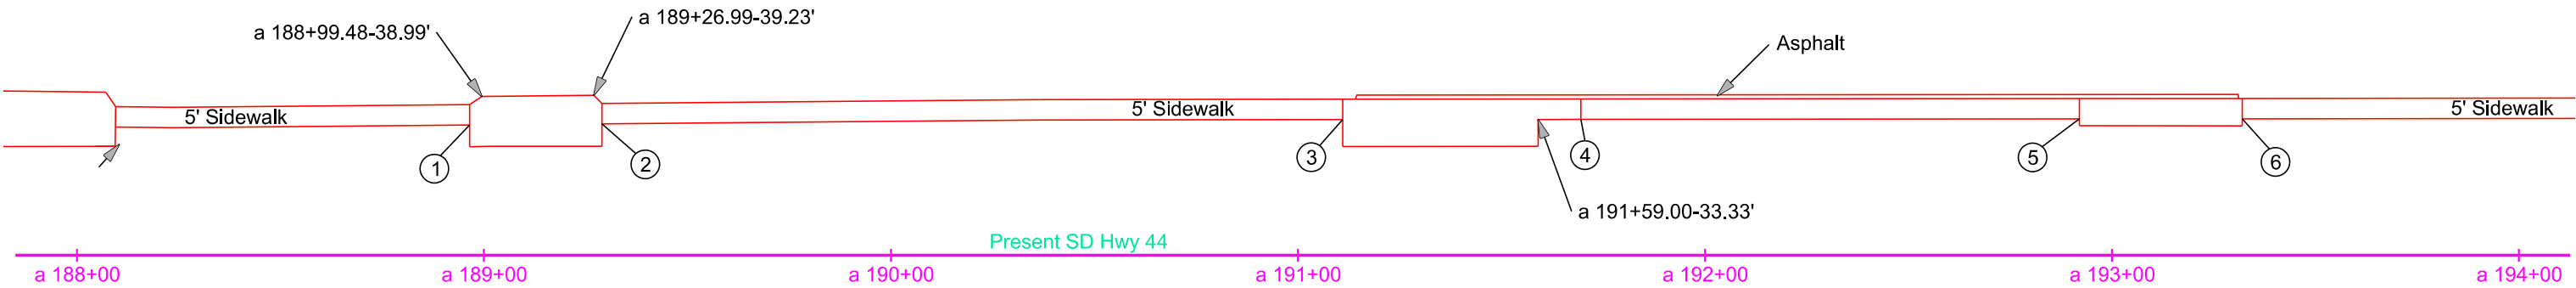 a 189+26.99-39.23'
a 188+99.48-38.99'
Asphalt
5' Sidewalk
5' Sidewalk
5' Sidewalk
1
2
3
4
5
6
a 191+59.00-33.33'
Present SD Hwy 44
a 188+00
a 189+00
a 190+00
a 191+00
a 192+00
a 193+00
a 194+00